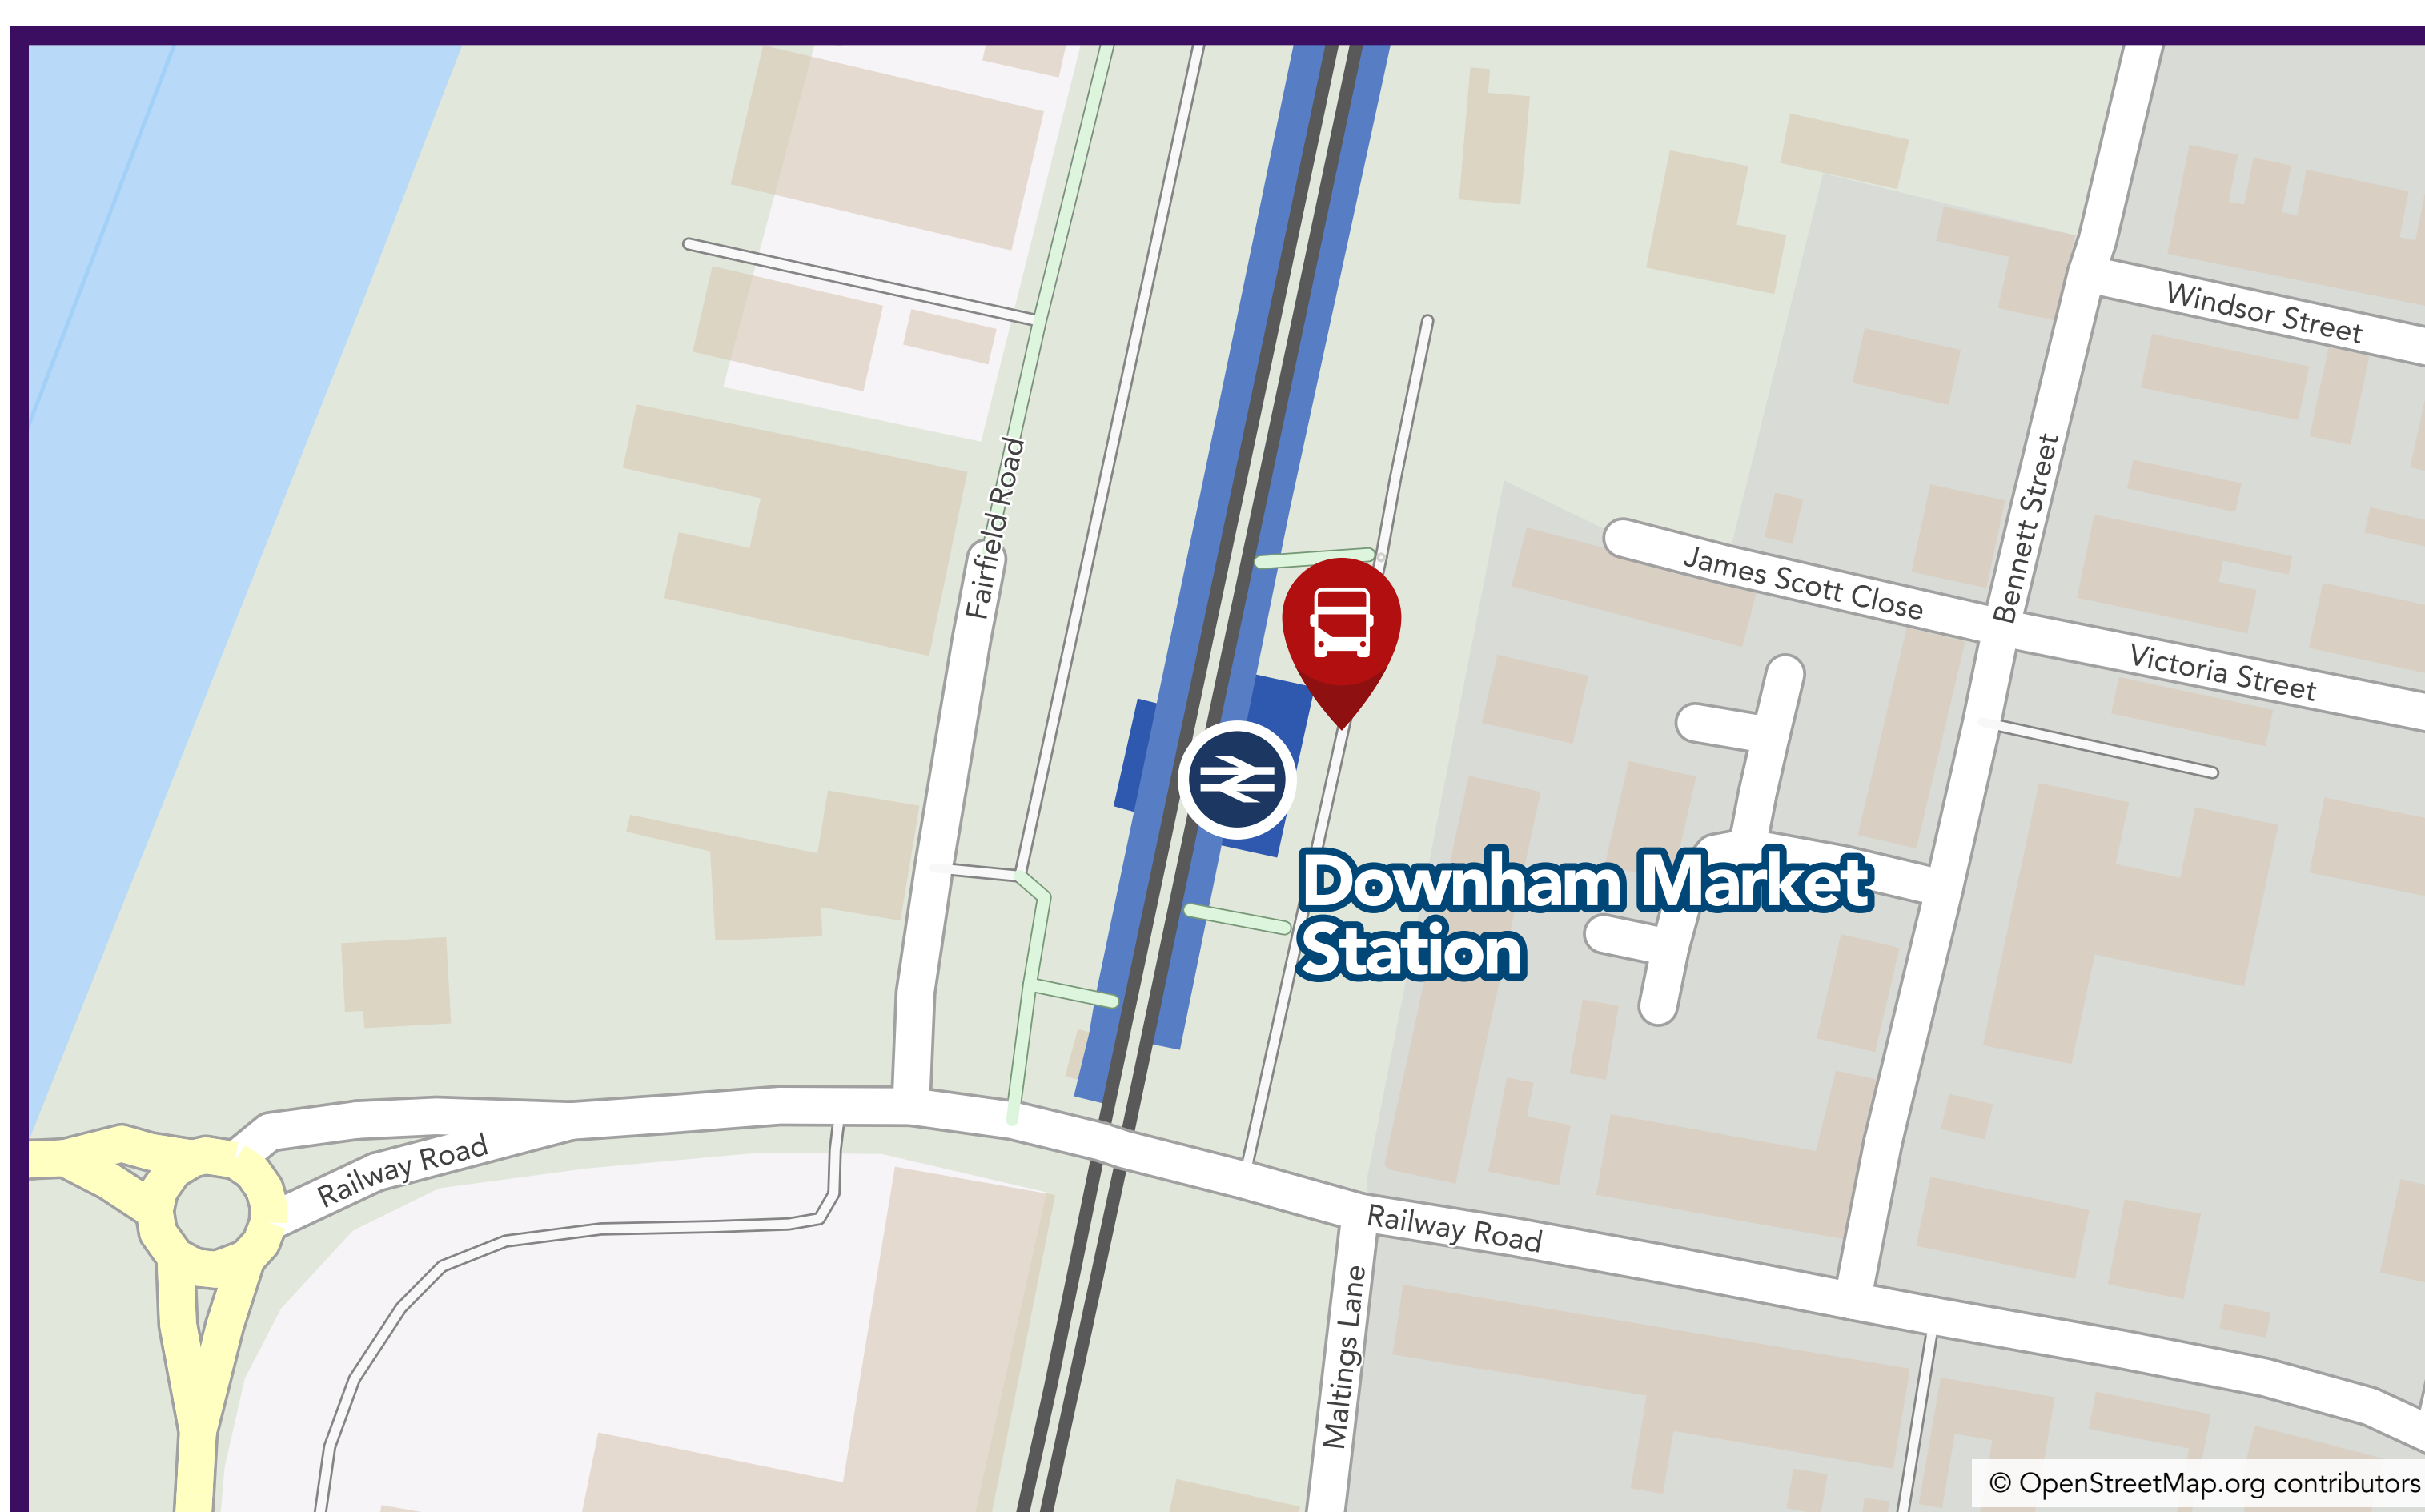 Windsor Street
Fairfield Road
Bennett Street
James Scott Close
Victoria Street
Downham Market
Station
Railway Road
Railway Road
Maltings Lane
© OpenStreetMap.org contributors